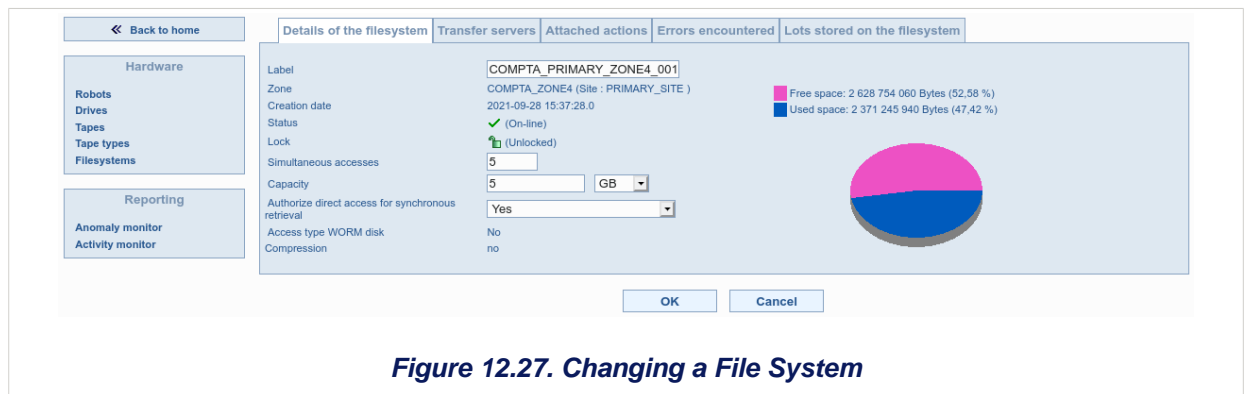 Back to home
Hardware
Robots
Drives
Tapes
Tape types
Filesystems
Reporting
Anomaly monitor
Activity monitor
Details of the filesystem Transfer servers Attached actions Errors encountered Lots stored on the filesystem
Label COMPTA_PRIMARY_ZONE4_001
Zone COMPTA_ZONE4 (Site : PRIMARY_SITE )
Creation date 2021-09-28 15:37:28.0
Status (On-line)
Lock (Unlocked)
Simultaneous accesses 5
Capacity 5 GB
Authorize direct access for synchronous
retrieval Yes
Access type WORM disk No
Compression no
Free space: 2 628 754 060 Bytes (52,58 %)
Used space: 2 371 245 940 Bytes (47,42 %)
OK Cancel
Figure 12.27. Changing a File System